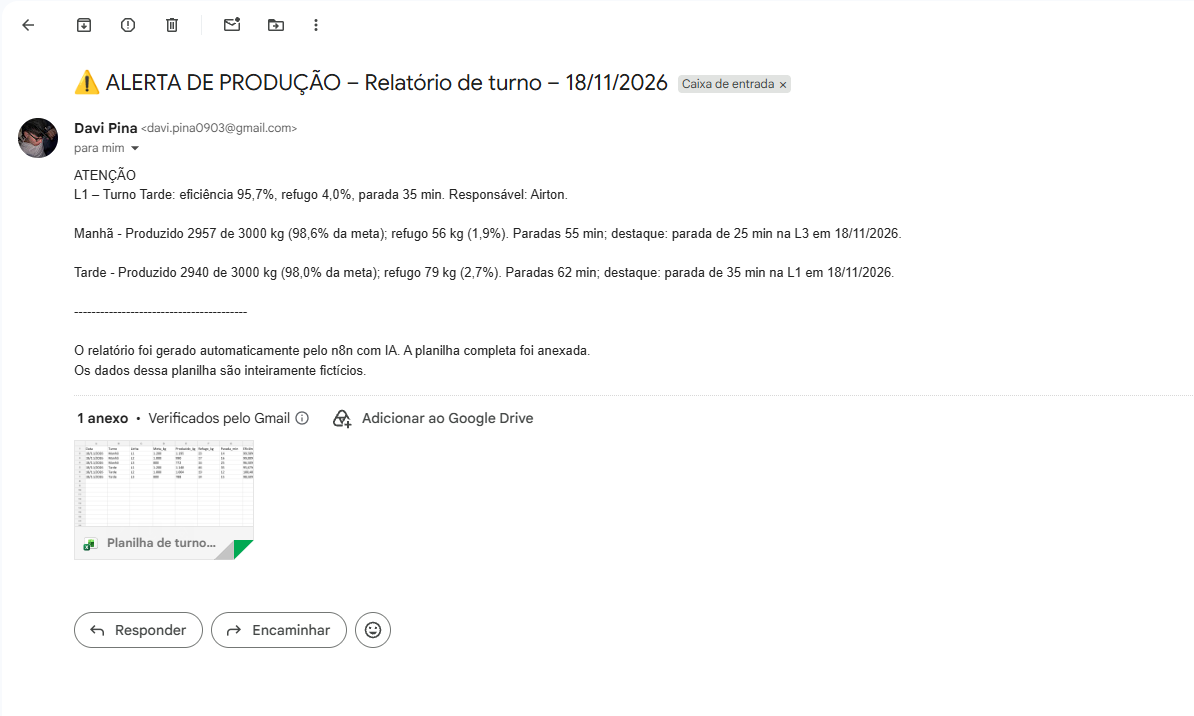 ⚠️ ALERTA DE PRODUÇÃO – Relatório de turno – 18/11/2026 Caixa de entrada ×
Davi Pina <davi.pina0903@gmail.com>
para mim
ATENÇÃO
L1 – Turno Tarde: eficiência 95,7%, refugo 4,0%, parada 35 min. Responsável: Airton.
Manhã - Produzido 2957 de 3000 kg (98,6% da meta); refugo 56 kg (1,9%). Paradas 55 min; destaque: parada de 25 min na L3 em 18/11/2026.
Tarde - Produzido 2940 de 3000 kg (98,0% da meta); refugo 79 kg (2,7%). Paradas 62 min; destaque: parada de 35 min na L1 em 18/11/2026.
----------------------------------------
O relatório foi gerado automaticamente pelo n8n com IA. A planilha completa foi anexada.
Os dados dessa planilha são inteiramente fictícios.
1 anexo • Verificados pelo Gmail Adicionar ao Google Drive
Planilha de turno...
Responder Encaminhar